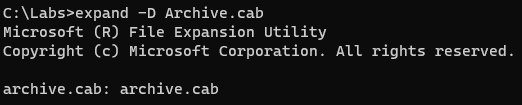 C:\Labs>expand -D Archive.cab
Microsoft (R) File Expansion Utility
Copyright (c) Microsoft Corporation. All rights reserved.
archive.cab: archive.cab